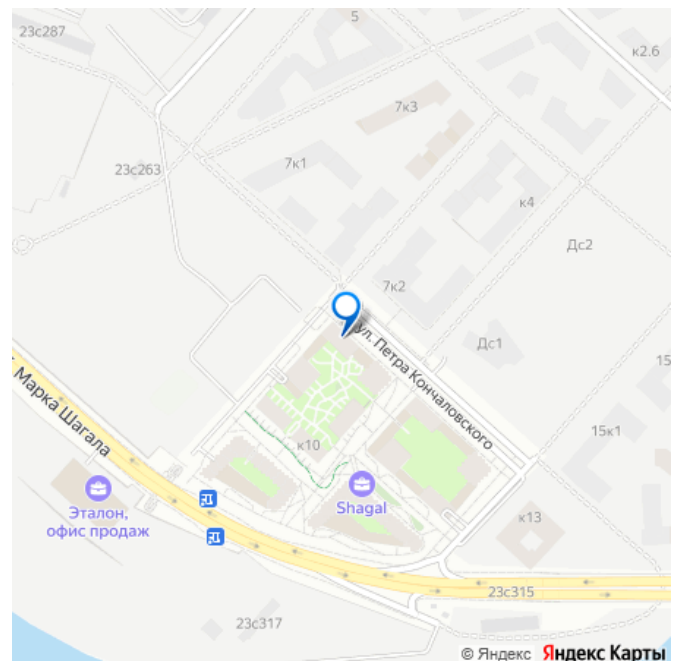 5
23с287
к2.6
7к3
7к1
23с263
к4
Дс2
7к2
ул. Петра Кончаловского
Дс1
15
Марка Шагала
15к1
к10
Shagal
Эталон,
офис продаж
к13
23с315
23с317
© Яндекс Яндекс Карты